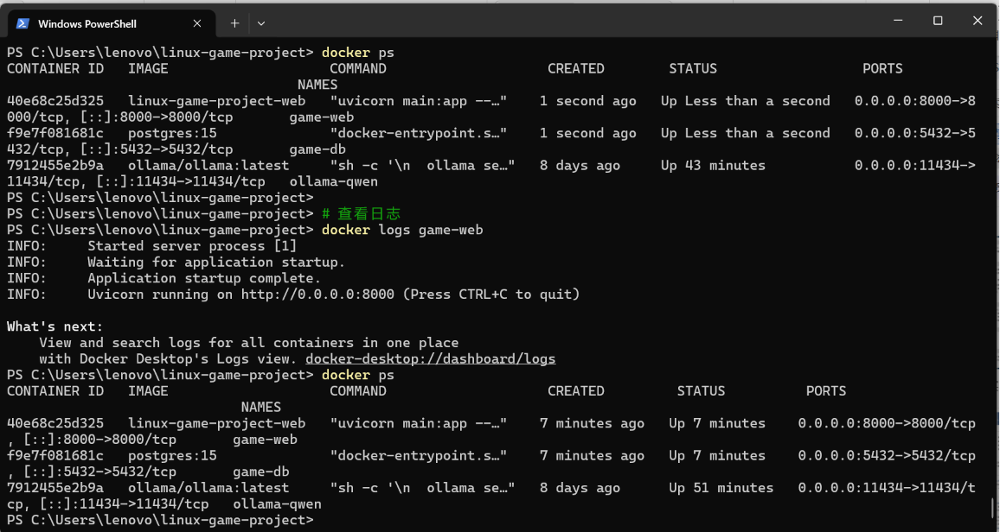 Windows PowerShell
PS C:\Users\lenovo\linux-game-project> docker ps
CONTAINER ID   IMAGE                    COMMAND                    CREATED        STATUS                  PORTS
                                    NAMES
40e68c25d325   linux-game-project-web   "uvicorn main:app --…"    1 second ago   Up Less than a second   0.0.0.0:8000->8
000/tcp, [::]:8000->8000/tcp       game-web
f9e7f081681c   postgres:15              "docker-entrypoint.s…"    1 second ago   Up Less than a second   0.0.0.0:5432->5
432/tcp, [::]:5432->5432/tcp       game-db
7912455e2b9a   ollama/ollama:latest     "sh -c '\n  ollama se…"   8 days ago     Up 43 minutes           0.0.0.0:11434->
11434/tcp, [::]:11434->11434/tcp   ollama-qwen
PS C:\Users\lenovo\linux-game-project>
PS C:\Users\lenovo\linux-game-project> # 查看日志
PS C:\Users\lenovo\linux-game-project> docker logs game-web
INFO:     Started server process [1]
INFO:     Waiting for application startup.
INFO:     Application startup complete.
INFO:     Uvicorn running on http://0.0.0.0:8000 (Press CTRL+C to quit)
What's next:
    View and search logs for all containers in one place
    with Docker Desktop's Logs view. docker-desktop://dashboard/logs
PS C:\Users\lenovo\linux-game-project> docker ps
CONTAINER ID   IMAGE                    COMMAND                    CREATED         STATUS          PORTS
                             NAMES
40e68c25d325   linux-game-project-web   "uvicorn main:app --…"    7 minutes ago   Up 7 minutes    0.0.0.0:8000->8000/tcp
, [::]:8000->8000/tcp       game-web
f9e7f081681c   postgres:15              "docker-entrypoint.s…"    7 minutes ago   Up 7 minutes    0.0.0.0:5432->5432/tcp
, [::]:5432->5432/tcp       game-db
7912455e2b9a   ollama/ollama:latest     "sh -c '\n  ollama se…"   8 days ago      Up 51 minutes   0.0.0.0:11434->11434/t
cp, [::]:11434->11434/tcp   ollama-qwen
PS C:\Users\lenovo\linux-game-project>